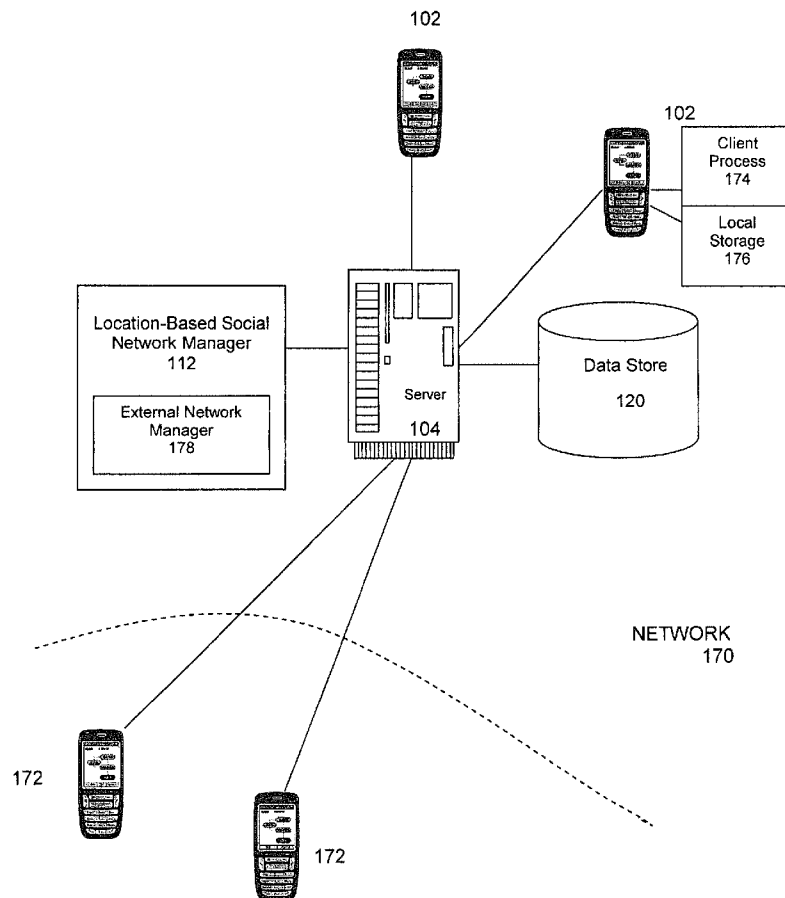 102
102
Client
Process
174
Local
Storage
176
Location-Based Social
Network Manager
112
External Network
Manager
178
Server
104
Data Store
120
NETWORK
170
172
172